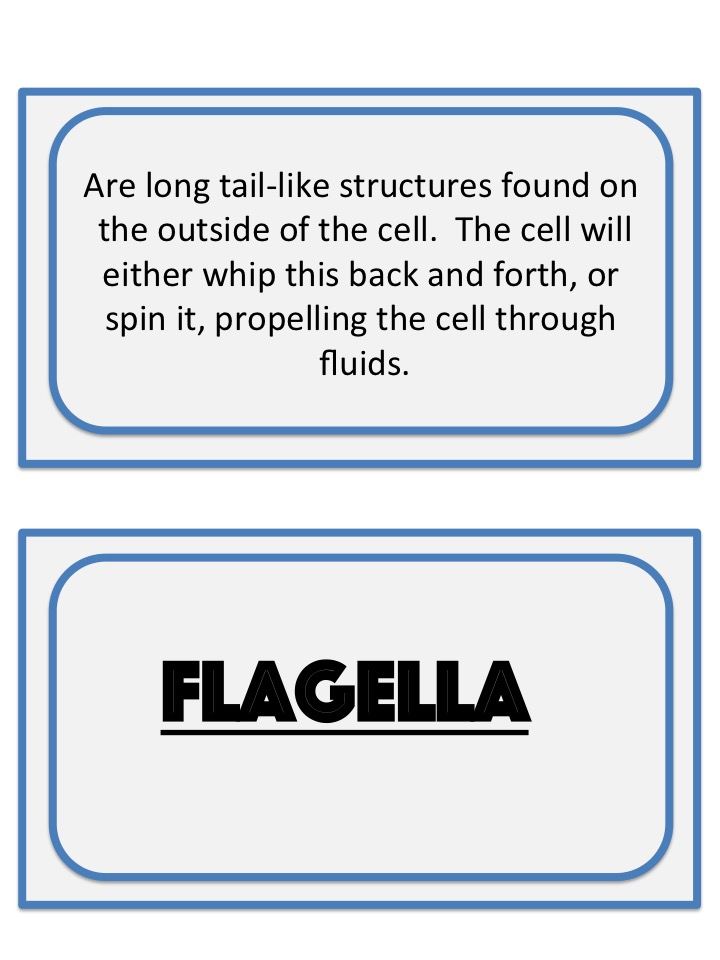 Are long tail-like structures found on
the outside of the cell.  The cell will
either whip this back and forth, or
spin it, propelling the cell through
fluids.
FLAGELLA